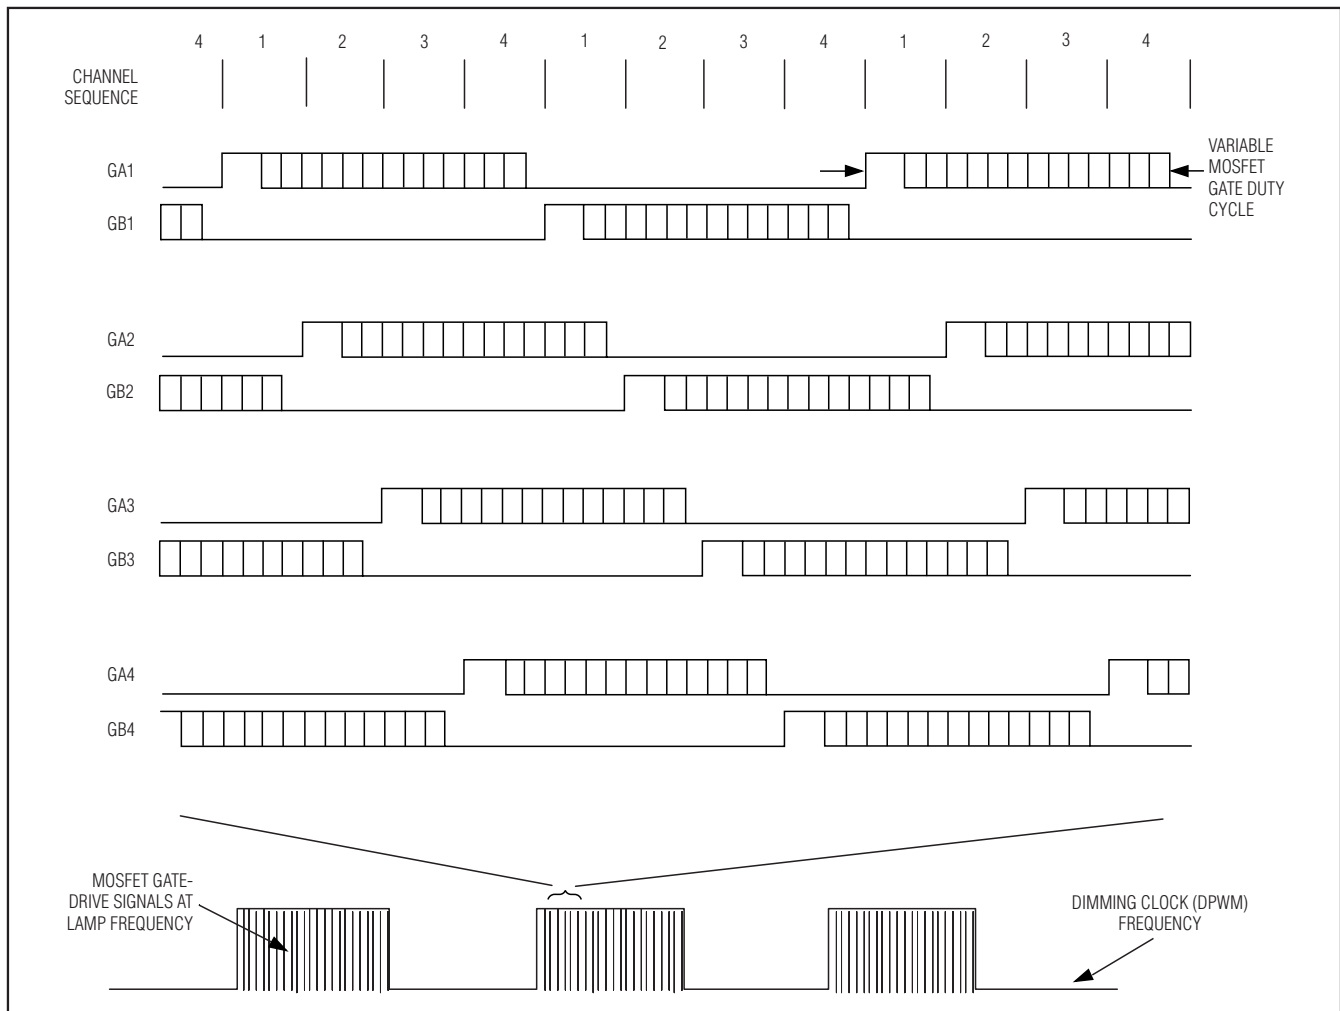 4 1 2 3 4 1 2 3 4 1 2 3 4
CHANNEL
SEQUENCE
GA1
VARIABLE
MOSFET
GATE DUTY
CYCLE
GB1
GA2
GB2
GA3
GB3
GA4
GB4
MOSFET GATE-
DRIVE SIGNALS AT
LAMP FREQUENCY
DIMMING CLOCK (DPWM)
FREQUENCY